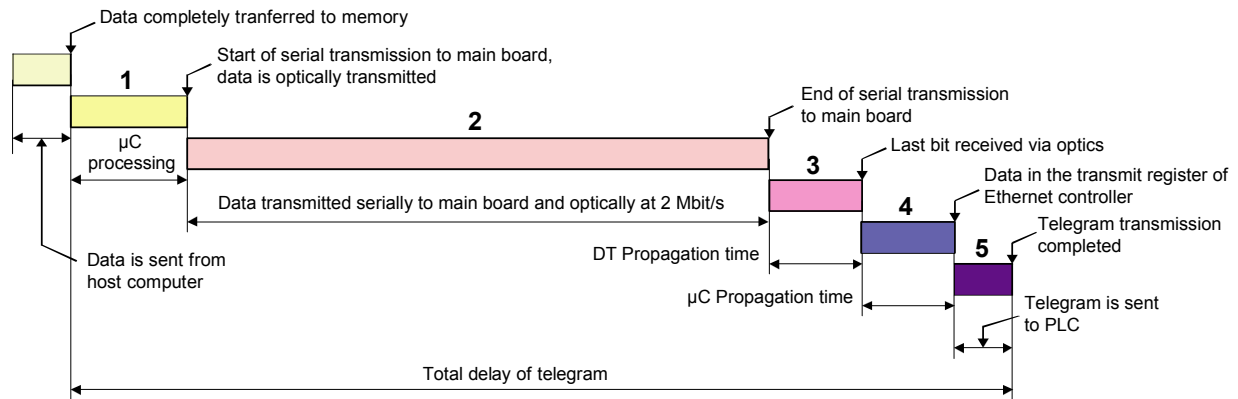 Data completely tranferred to memory
Start of serial transmission to main board,
data is optically transmitted
1
µC
processing
2
End of serial transmission
to main board
3
Last bit received via optics
Data transmitted serially to main board and optically at 2 Mbit/s
4
Data in the transmit register of
Ethernet controller
DT Propagation time
5
Telegram transmission
completed
Data is sent from
host computer
µC Propagation time
Telegram is sent
to PLC
Total delay of telegram